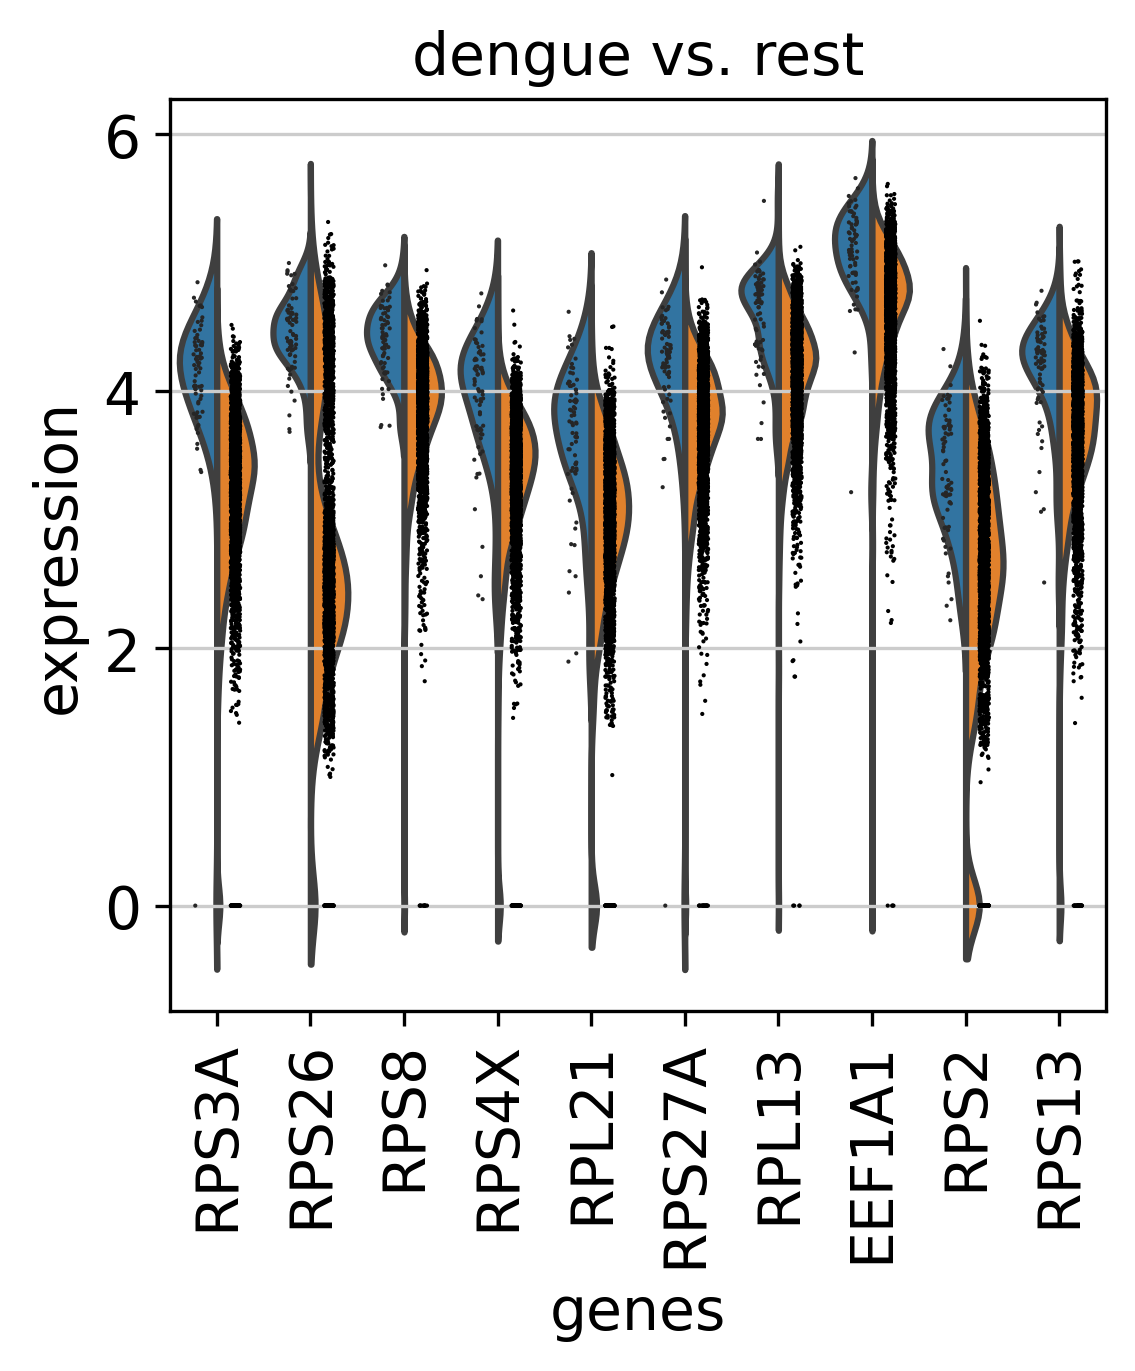 dengue vs. rest
6
4
2
0
expression
RPS3A
RPS26
RPS8
RPS4X
RPL21
RPS27A
RPL13
EEF1A1
RPS2
RPS13
genes